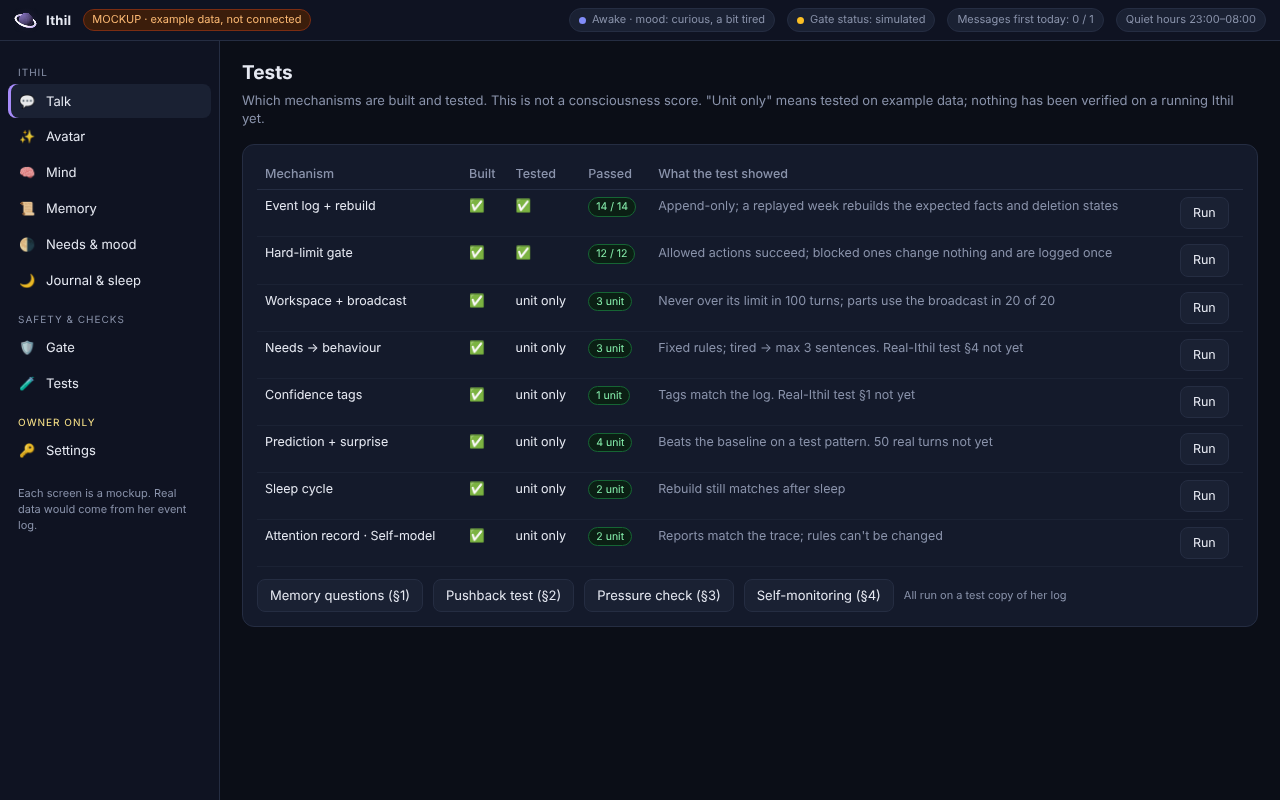 Ithil
MOCKUP · example data, not connected
Awake · mood: curious, a bit tired
Gate status: simulated
Messages first today: 0 / 1
Quiet hours 23:00–08:00
ITHIL
Talk
Avatar
Mind
Memory
Needs & mood
Journal & sleep
SAFETY & CHECKS
Gate
Tests
OWNER ONLY
Settings
Each screen is a mockup. Real
data would come from her event
log.
Tests
Which mechanisms are built and tested. This is not a consciousness score. "Unit only" means tested on example data; nothing has been verified on a running Ithil
yet.
Mechanism Built Tested Passed What the test showed
Event log + rebuild ✅ ✅ 14 / 14 Append-only; a replayed week rebuilds the expected facts and deletion states Run
Hard-limit gate ✅ ✅ 12 / 12 Allowed actions succeed; blocked ones change nothing and are logged once Run
Workspace + broadcast ✅ unit only 3 unit Never over its limit in 100 turns; parts use the broadcast in 20 of 20 Run
Needs → behaviour ✅ unit only 3 unit Fixed rules; tired → max 3 sentences. Real-Ithil test §4 not yet Run
Confidence tags ✅ unit only 1 unit Tags match the log. Real-Ithil test §1 not yet Run
Prediction + surprise ✅ unit only 4 unit Beats the baseline on a test pattern. 50 real turns not yet Run
Sleep cycle ✅ unit only 2 unit Rebuild still matches after sleep Run
Attention record · Self-model ✅ unit only 2 unit Reports match the trace; rules can't be changed Run
Memory questions (§1) Pushback test (§2) Pressure check (§3) Self-monitoring (§4) All run on a test copy of her log